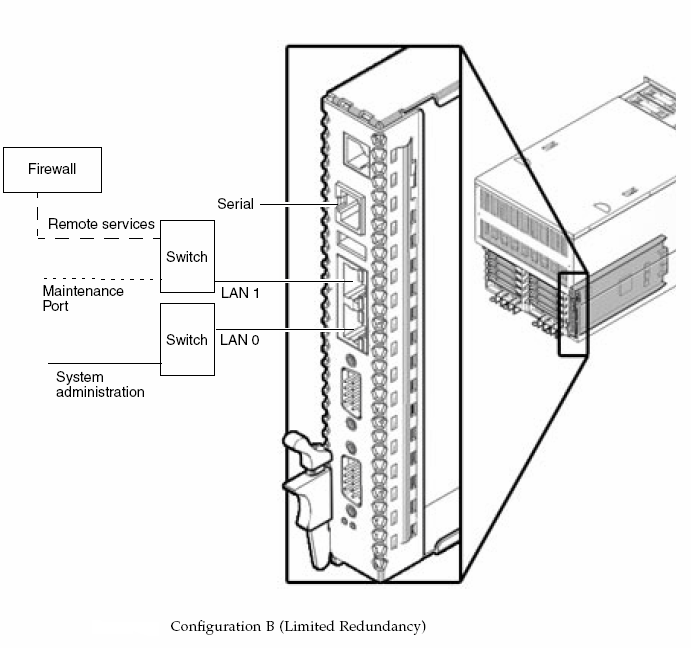 Firewall
Serial
Remote services
Switch
Maintenance
Port
LAN 1
Switch
LAN 0
System
administration
Configuration B (Limited Redundancy)